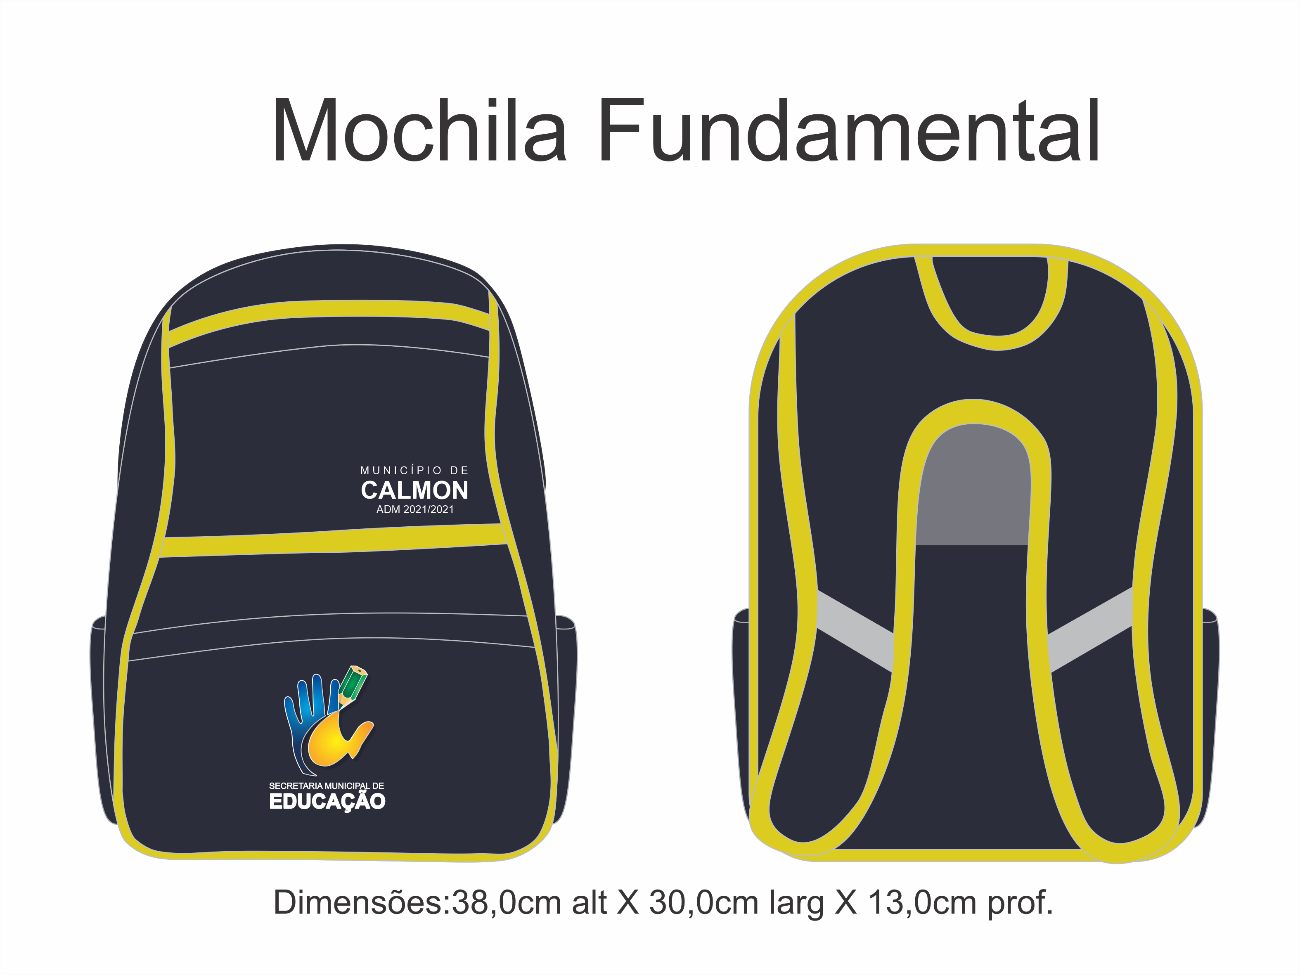 Mochila Fundamental
MUNICÍPIO DE
CALMON
ADM 2021/2021
SECRETARIA MUNICIPAL DE
EDUCAÇÃO
Dimensões:38,0cm alt X 30,0cm larg X 13,0cm prof.